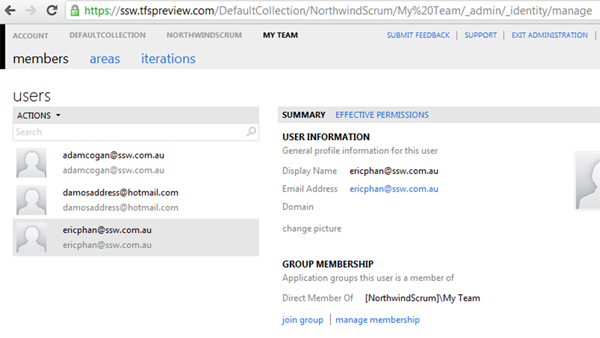 https://ssw.tfspreview.com/DefaultCollection/NorthwindScrum/My%20Team/_admin/_identity/manage
ACCOUNT DEFAULTCOLLECTION NORTHWINDSCRUM MY TEAM SUBMIT FEEDBACK | SUPPORT | EXIT ADMINISTRATION
members areas iterations
users
ACTIONS
Search
adamcogan@ssw.com.au
adamcogan@ssw.com.au
damosaddress@hotmail.com
damosaddress@hotmail.com
ericphan@ssw.com.au
ericphan@ssw.com.au
SUMMARY EFFECTIVE PERMISSIONS
USER INFORMATION
General profile information for this user
Display Name ericphan@ssw.com.au
Email Address ericphan@ssw.com.au
Domain
change picture
GROUP MEMBERSHIP
Application groups this user is a member of
Direct Member Of [NorthwindScrum]\My Team
join group | manage membership